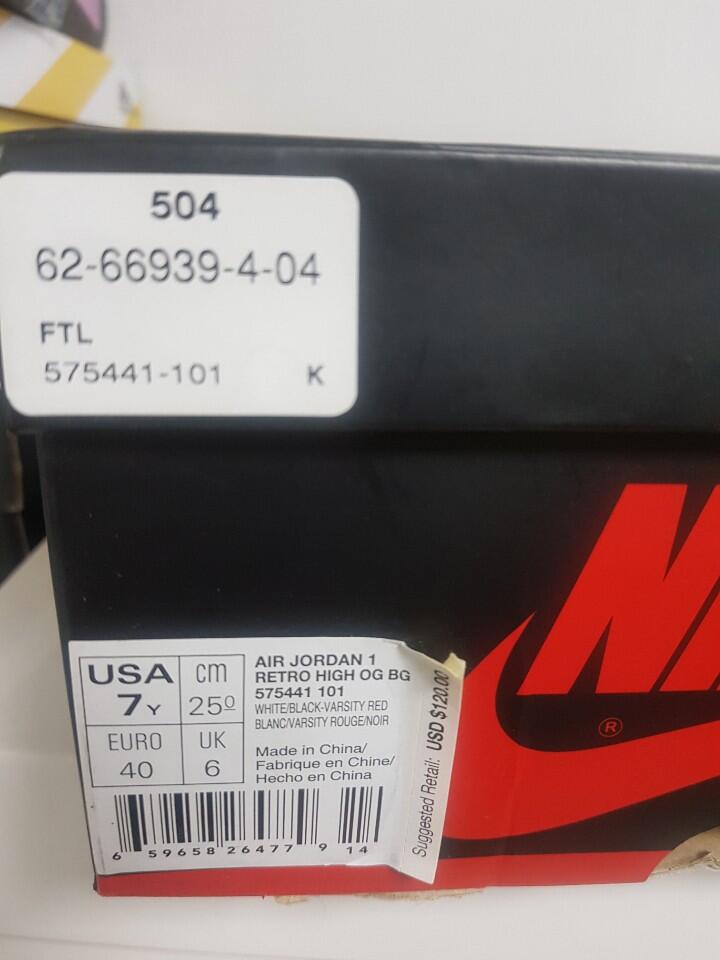 504
62-66939-4-04
FTL
575441-101 K
USA
7Y
cm
25º
EURO
40
UK
6
AIR JORDAN 1
RETRO HIGH OG BG
575441 101
WHITE/BLACK-VARSITY RED
BLANC/VARSITY ROUGE/NOIR
Made in China/
Fabrique en Chine/
Hecho en China
6 59658 26477 9 14
Suggested Retail: USD $120.00
®